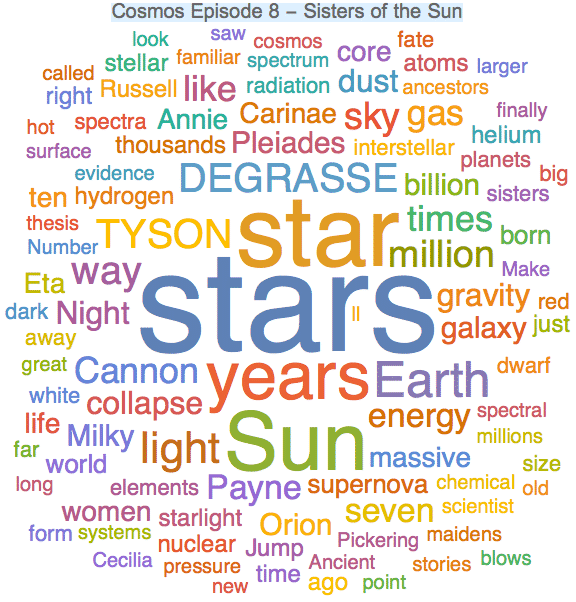 Cosmos Episode 8 – Sisters of the Sun
look saw cosmos fate
stellar familiar spectrum core atoms larger
called Russell like radiation dust ancestors
right
hot spectra Annie Carinae sky gas finally
surface thousands Pleiades interstellar helium
evidence DEGRASSE billion planets big
ten hydrogen sisters
thesis TYSON star times born
Number million
Eta way Make
dark Night stars ll gravity red
away galaxy just
great Cannon years Earth dwarf
white collapse energy spectral
life Milky light Sun massive millions
far world size
long elements Payne supernova chemical old
women starlight Orion seven scientist
form systems nuclear Jump Pickering maidens
Cecilia pressure time Ancient stories blows
new ago point